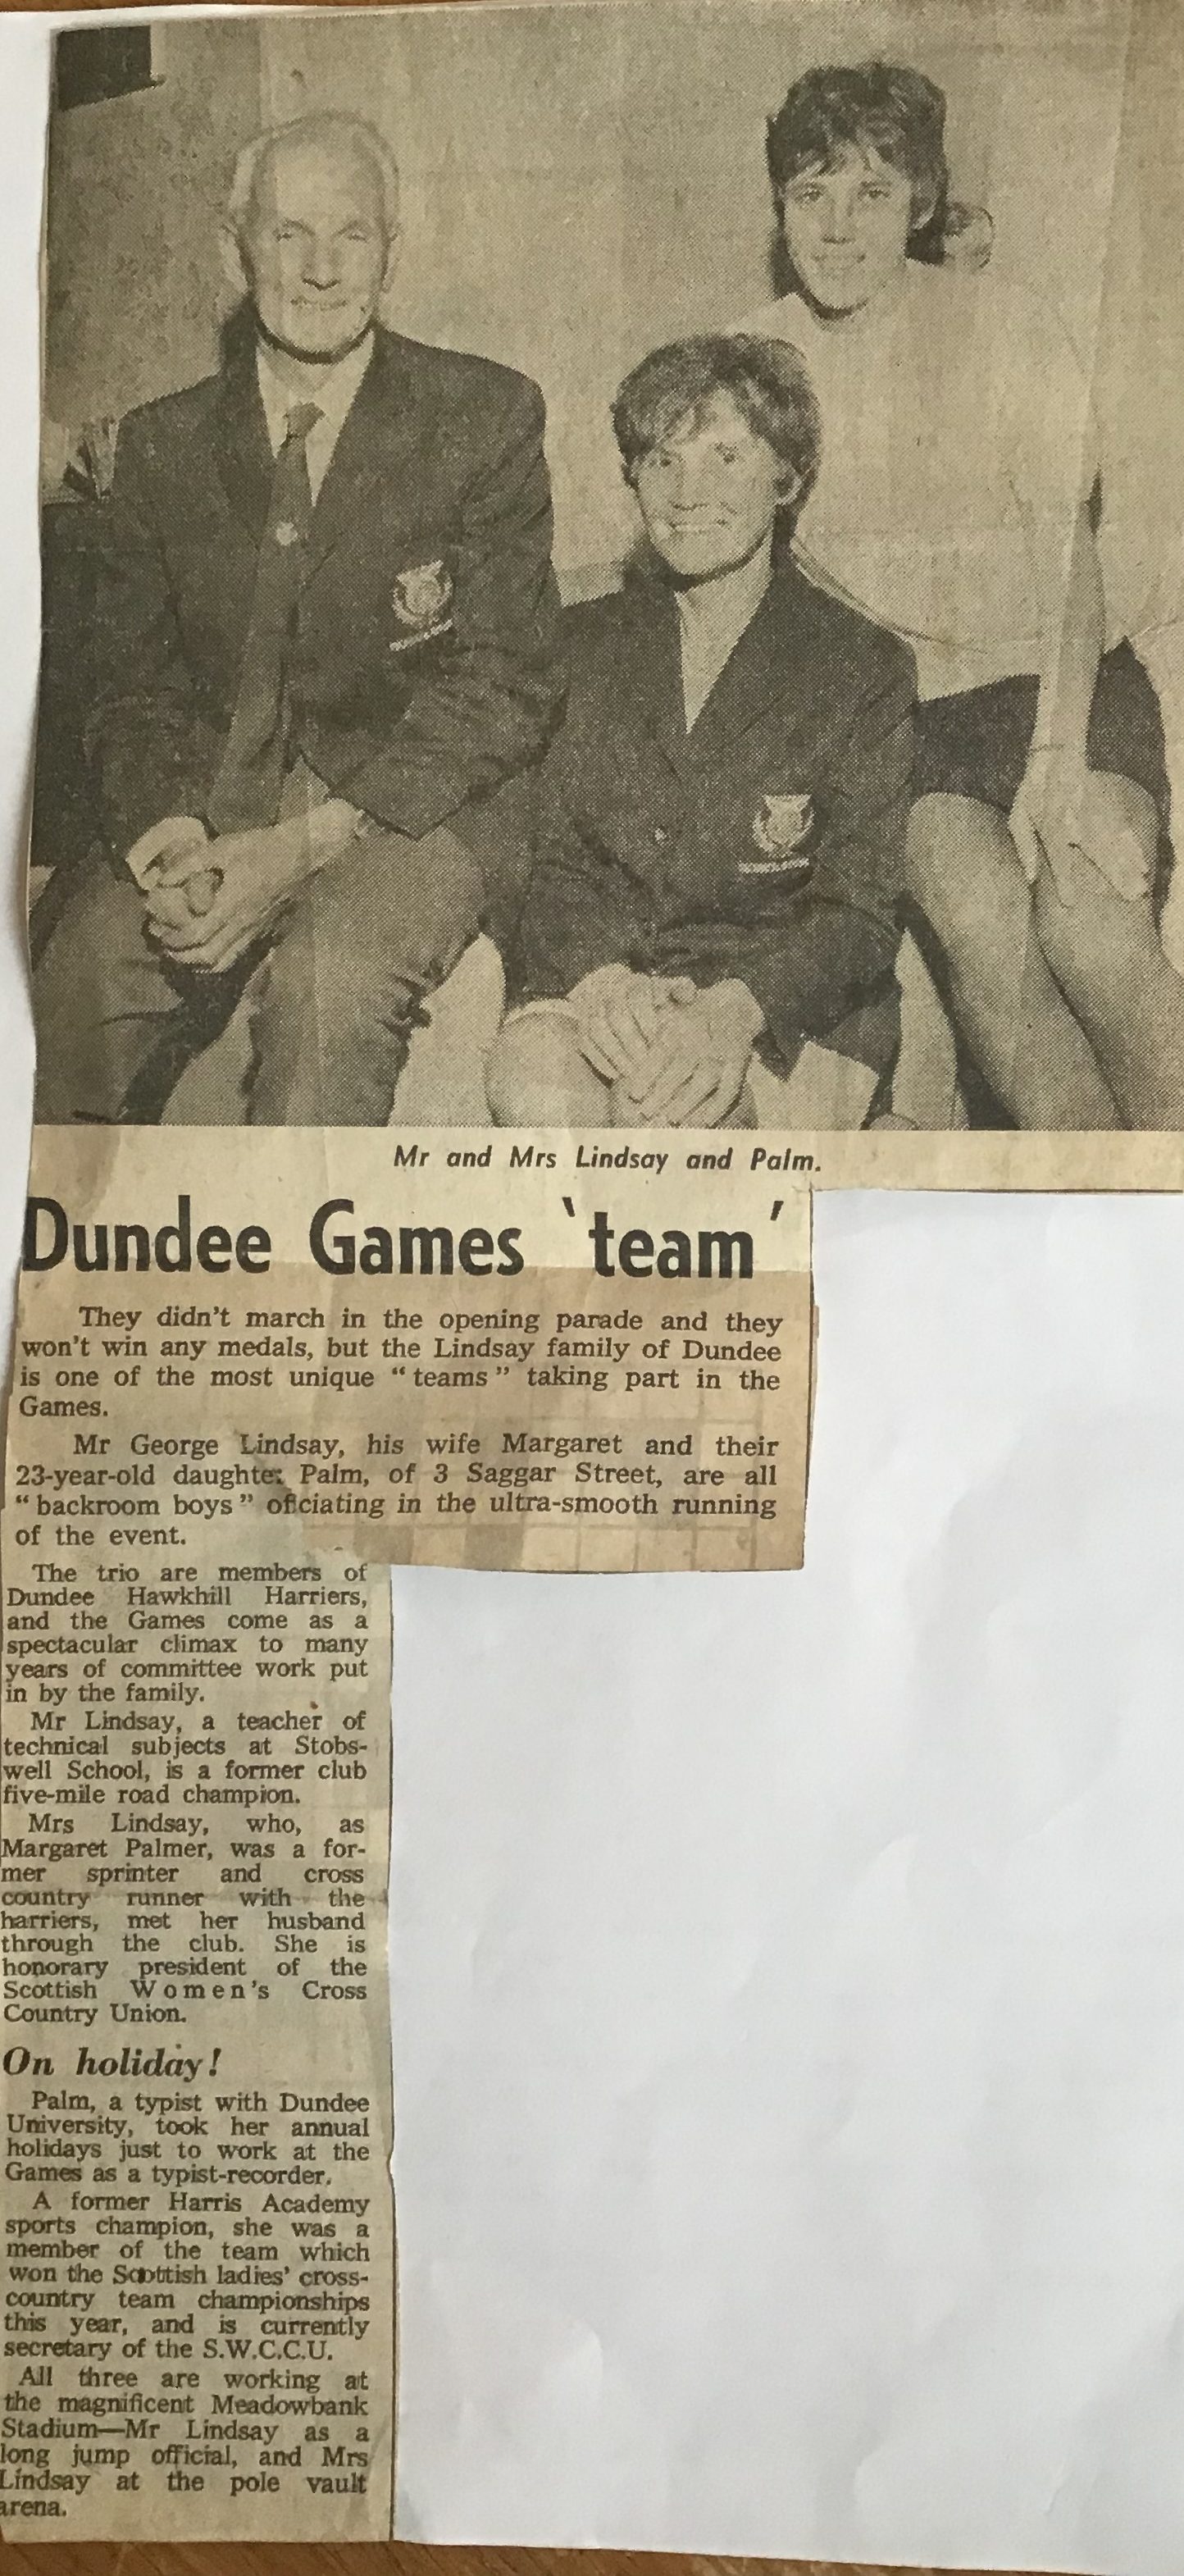 Mr and Mrs Lindsay and Palm.
Dundee Games 'team'
They didn't march in the opening parade and they
won't win any medals, but the Lindsay family of Dundee
is one of the most unique "teams" taking part in the
Games.
Mr George Lindsay, his wife Margaret and their
23-year-old daughter Palm, of 3 Saggar Street, are all
"backroom boys" oficiating in the ultra-smooth running
of the event.
The trio are members of
Dundee Hawkhill Harriers,
and the Games come as a
spectacular climax to many
years of committee work put
in by the family.
Mr Lindsay, a teacher of
technical subjects at Stobs-
well School, is a former club
five-mile road champion.
Mrs Lindsay, who, as
Margaret Palmer, was a for-
mer sprinter and cross
country runner with the
harriers, met her husband
through the club. She is
honorary president of the
Scottish Women's Cross
Country Union.
On holiday!
Palm, a typist with Dundee
University, took her annual
holidays just to work at the
Games as a typist-recorder.
A former Harris Academy
sports champion, she was a
member of the team which
won the Scottish ladies' cross-
country team championships
this year, and is currently
secretary of the S.W.C.C.U.
All three are working at
the magnificent Meadowbank
Stadium—Mr Lindsay as a
long jump official, and Mrs
Lindsay at the pole vault
arena.